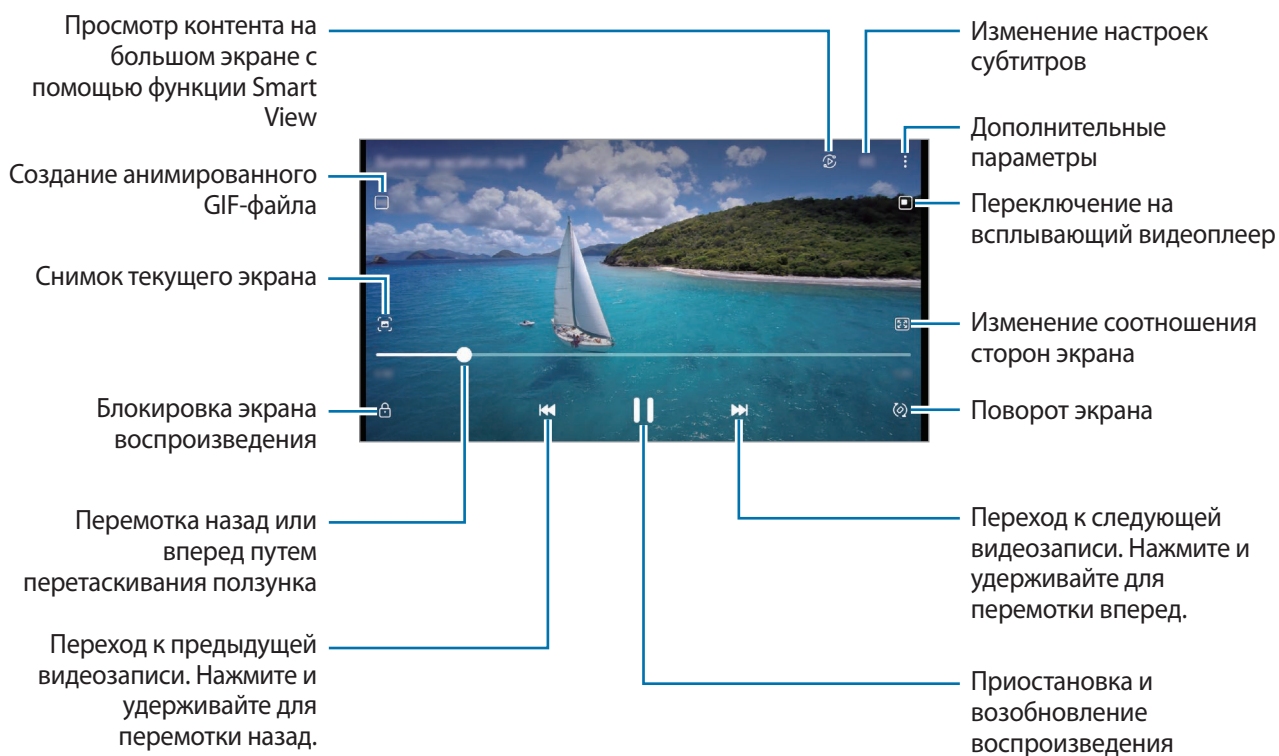 Просмотр контента на
большом экране с
помощью функции Smart
View
Создание анимированного
GIF-файла
Снимок текущего экрана
Блокировка экрана
воспроизведения
Перемотка назад или
вперед путем
перетаскивания ползунка
Переход к предыдущей
видеозаписи. Нажмите и
удерживайте для
перемотки назад.
Изменение настроек
субтитров
Дополнительные
параметры
Переключение на
всплывающий видеоплеер
Изменение соотношения
сторон экрана
Поворот экрана
Переход к следующей
видеозаписи. Нажмите и
удерживайте для
перемотки вперед.
Приостановка и
возобновление
воспроизведения